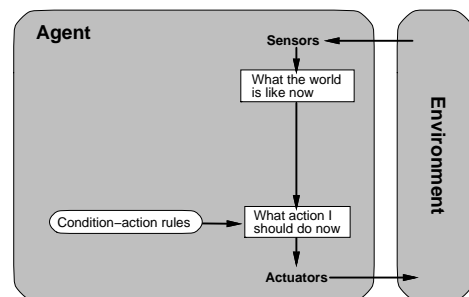 Agent
Sensors
What the world
is like now
Environment
Condition−action rules
What action I
should do now
Actuators